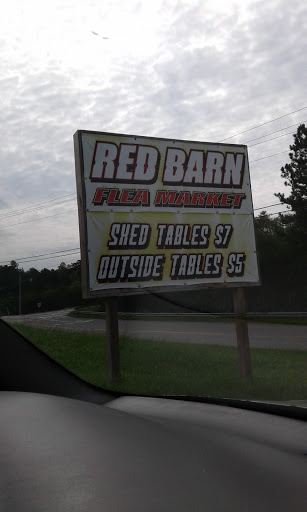 RED BARN
FLEA MARKET
SHED TABLES $7
OUTSIDE TABLES $5